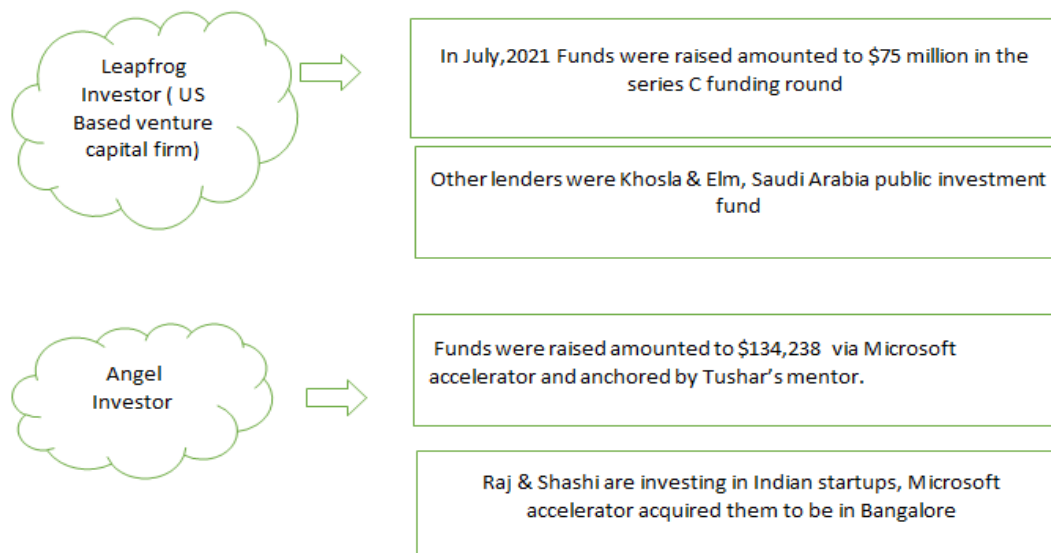 Leapfrog
Investor ( US
Based venture
capital firm)
In July,2021 Funds were raised amounted to $75 million in the
series C funding round
Other lenders were Khosla & Elm, Saudi Arabia public investment
fund
Angel
Investor
Funds were raised amounted to $134,238 via Microsoft
accelerator and anchored by Tushar's mentor.
Raj & Shashi are investing in Indian startups, Microsoft
accelerator acquired them to be in Bangalore